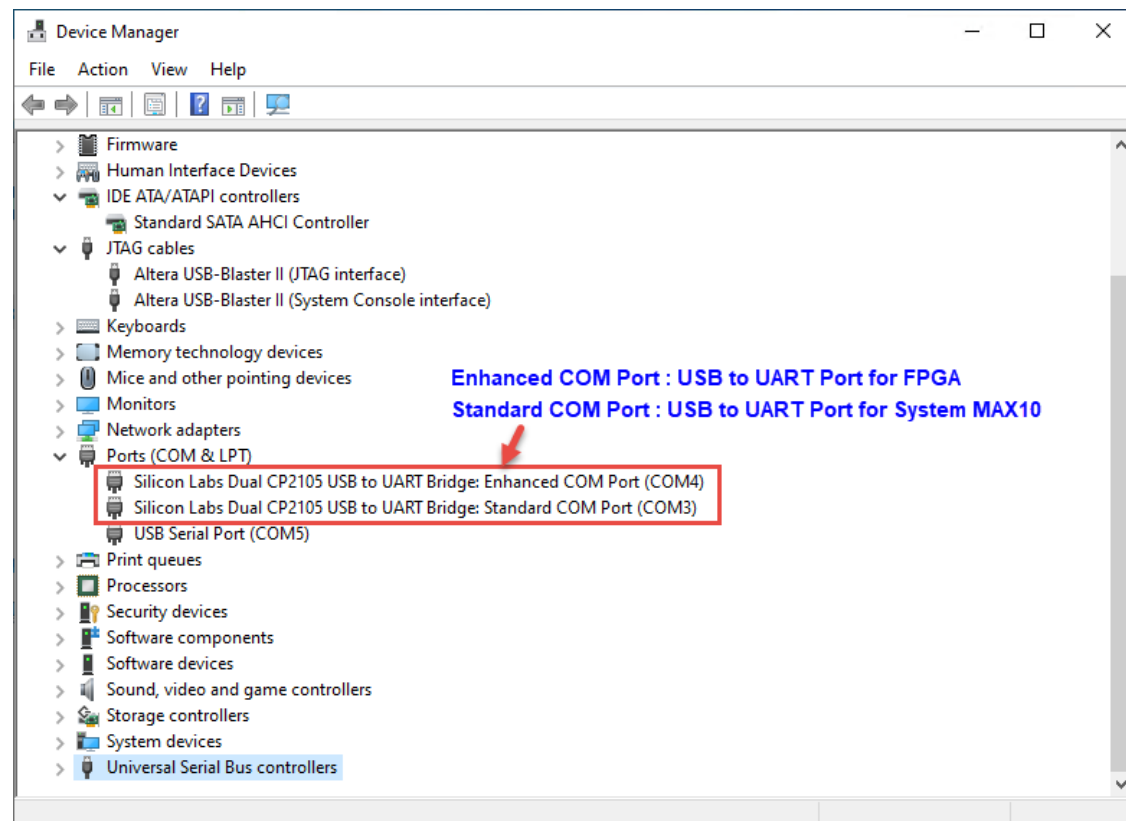 Device Manager
File Action View Help
Firmware
Human Interface Devices
IDE ATA/ATAPI controllers
Standard SATA AHCI Controller
JTAG cables
Altera USB-Blaster II (JTAG interface)
Altera USB-Blaster II (System Console interface)
Keyboards
Memory technology devices
Mice and other pointing devices
Enhanced COM Port : USB to UART Port for FPGA
Monitors
Standard COM Port : USB to UART Port for System MAX10
Network adapters
Ports (COM & LPT)
Silicon Labs Dual CP2105 USB to UART Bridge: Enhanced COM Port (COM4)
Silicon Labs Dual CP2105 USB to UART Bridge: Standard COM Port (COM3)
USB Serial Port (COM5)
Print queues
Processors
Security devices
Software components
Software devices
Sound, video and game controllers
Storage controllers
System devices
Universal Serial Bus controllers